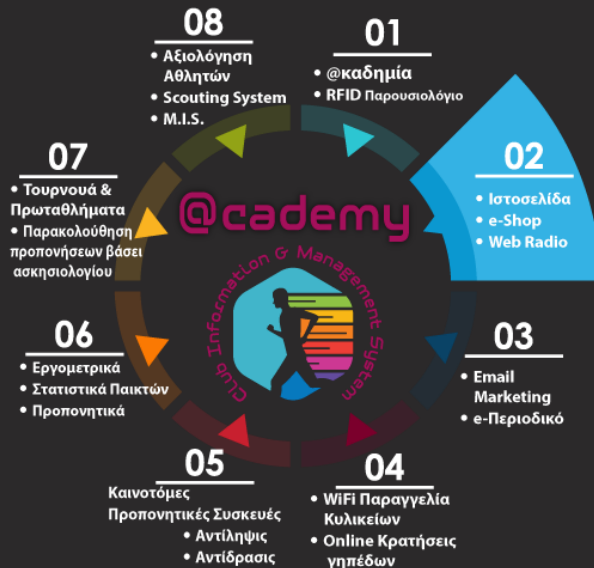 08
• Αξιολόγηση
Αθλητών
• Scouting System
• M.I.S.
01
• @καδημία
• RFID Παρουσιολόγιο
02
• Ιστοσελίδα
• e-Shop
• Web Radio
03
• Email
Marketing
• e-Περιοδικό
04
• WiFi Παραγγελία
Κυλικείων
• Online Κρατήσεις
γηπέδων
05
Καινοτόμες
Προπονητικές Συσκευές
• Αντίληψις
• Αντίδρασις
06
• Εργομετρικά
• Στατιστικά Παικτών
• Προπονητικά
07
• Τουρνουά &
Πρωταθλήματα
• Παρακολούθηση
προπονήσεων βάσει
ασκησιολογίου
@cademy
Club Information & Management System